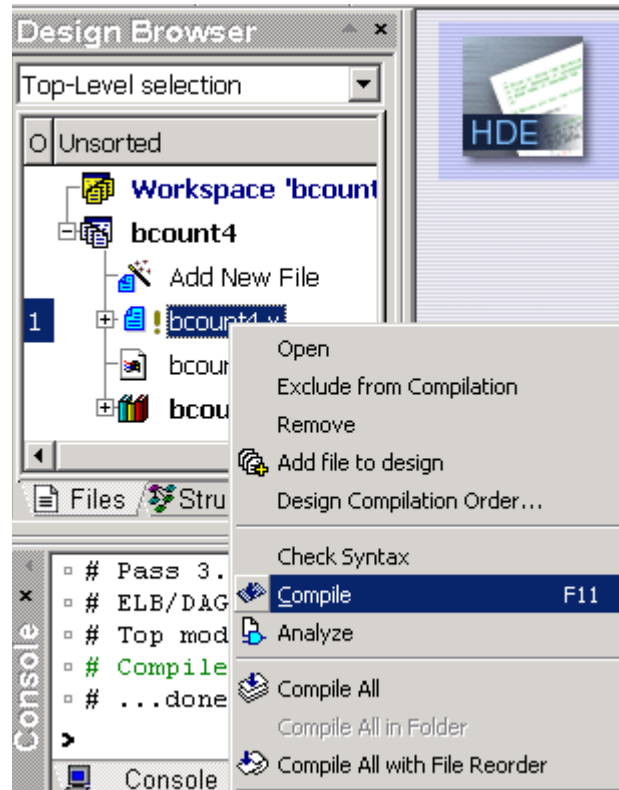 Design Browser
Top-Level selection
HDE
O Unsorted
Workspace 'bcount
bcount4
Add New File
1 bcount4.v
bcou
bcou
Files Stru
Open
Exclude from Compilation
Remove
Add file to design
Design Compilation Order...
Check Syntax
Compile F11
Analyze
Compile All
Compile All in Folder
Compile All with File Reorder
Console
# Pass 3.
# ELB/DAG
# Top mod
# Compile
# ...done
>
Console